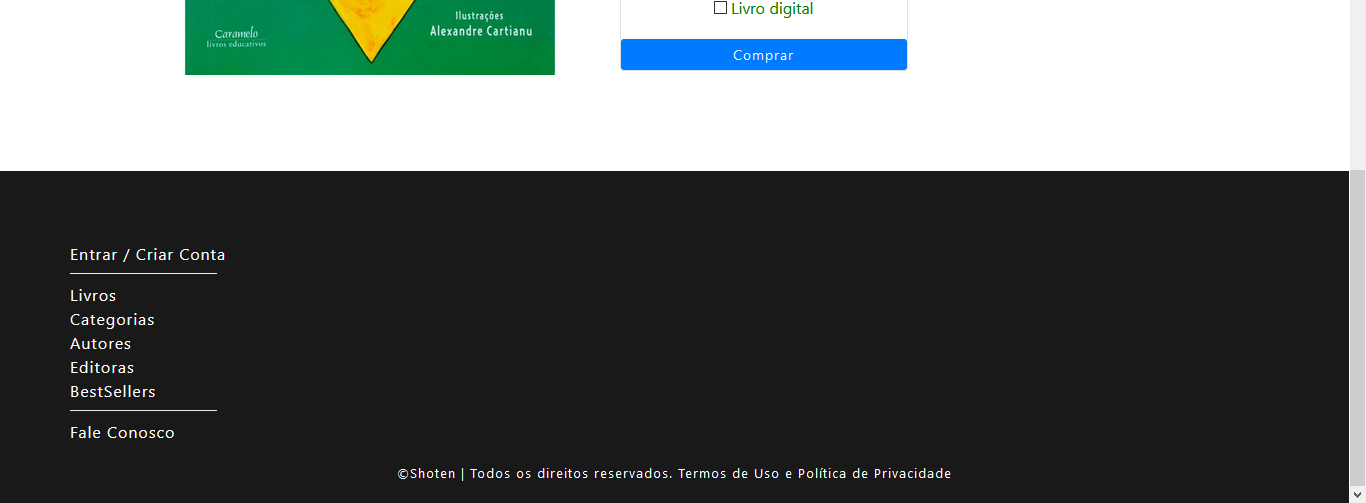 Ilustrações
Alexandre Cartianu
Caramelo
livros educativos
Livro digital
Comprar
Entrar / Criar Conta
Livros
Categorias
Autores
Editoras
BestSellers
Fale Conosco
©Shoten | Todos os direitos reservados. Termos de Uso e Política de Privacidade